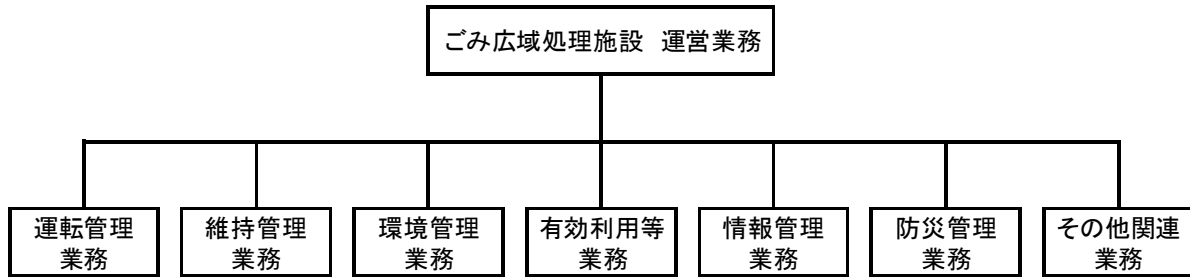 ごみ広域処理施設　運営業務
運転管理
業務
維持管理
業務
環境管理
業務
有効利用等
業務
情報管理
業務
防災管理
業務
その他関連
業務